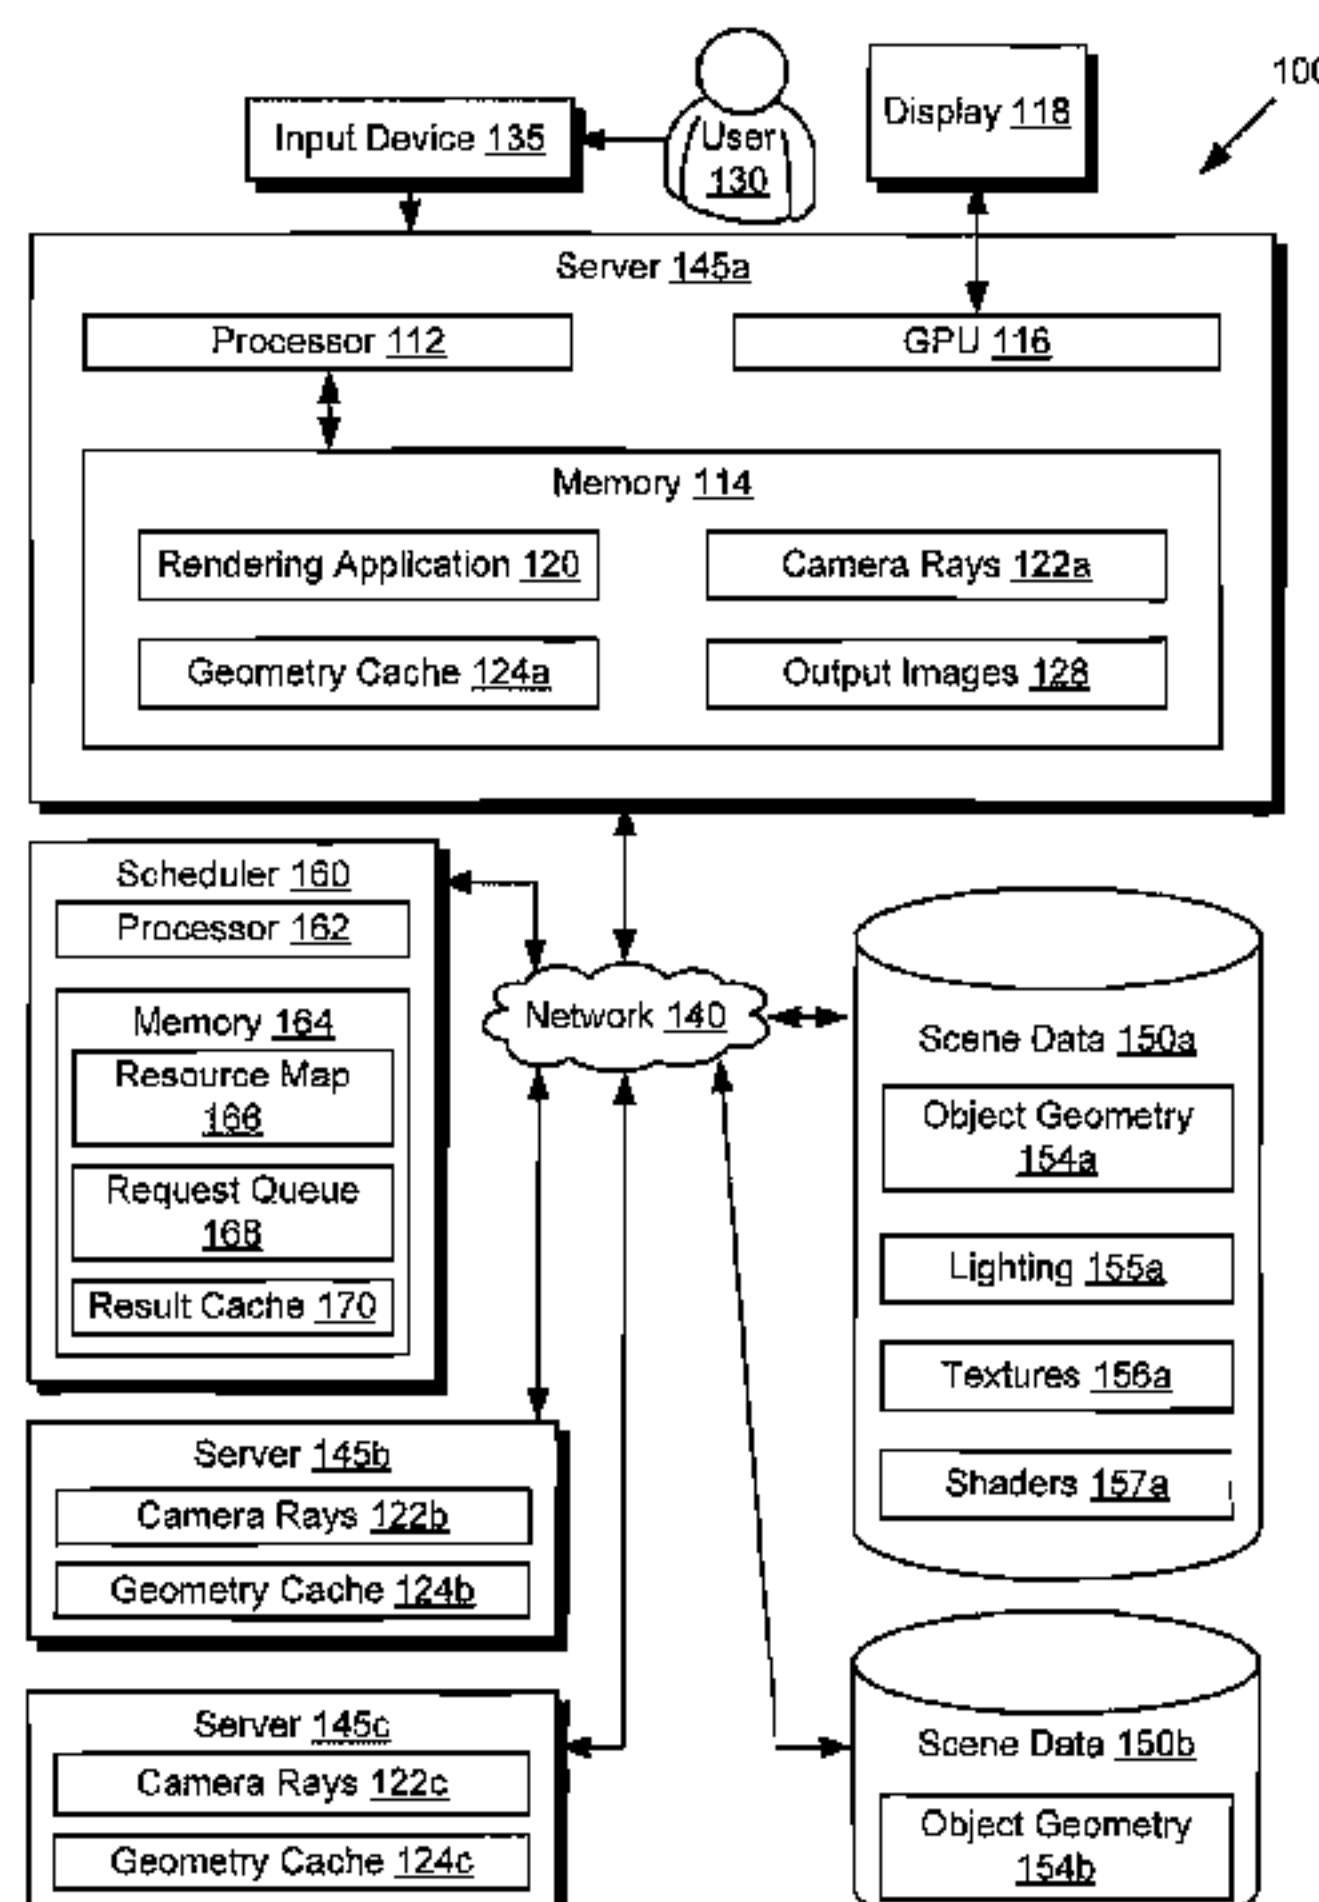 100
Display 118
Input Device 135
User
130
Server 145a
Processor 112
GPU 116
Memory 114
Rendering Application 120
Camera Rays 122a
Geometry Cache 124a
Output Images 128
Scheduler 160
Processor 162
Memory 164
Resource Map
166
Request Queue
168
Result Cache 170
Network 140
Scene Data 150a
Object Geometry
154a
Lighting 155a
Textures 156a
Shaders 157a
Server 145b
Camera Rays 122b
Geometry Cache 124b
Server 145c
Camera Rays 122c
Geometry Cache 124c
Scene Data 150b
Object Geometry
154b